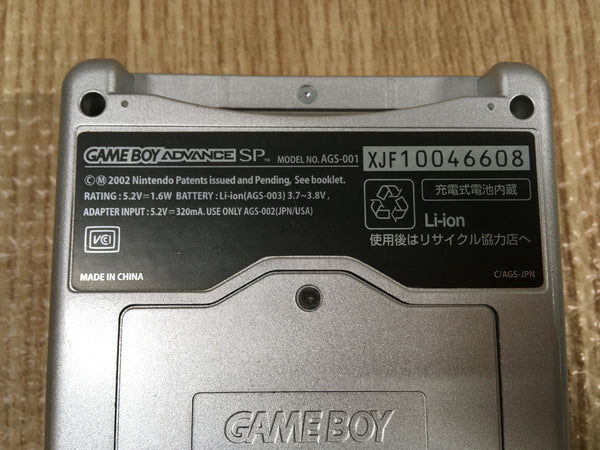 GAME BOY ADVANCE SP™ MODEL NO. AGS-001 XJF10046608
©Ⓜ 2002 Nintendo Patents issued and Pending, See booklet.
RATING : 5.2V⎓1.6W BATTERY : Li-ion(AGS-003) 3.7~3.8V,
ADAPTER INPUT : 5.2V⎓320mA. USE ONLY AGS-002(JPN/USA)
VCI
MADE IN CHINA
充電式電池内蔵
Li-ion
使用後はリサイクル協力店へ
C/AGS-JPN
GAME BOY